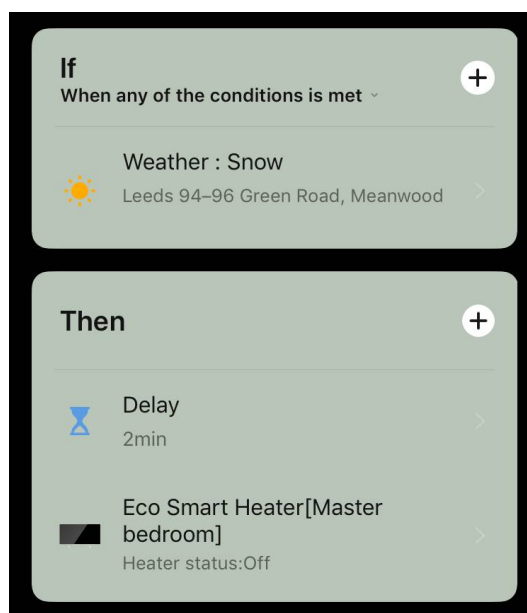 If
When any of the conditions is met
Weather : Snow
Leeds 94–96 Green Road, Meanwood
Then
Delay
2min
Eco Smart Heater[Master
bedroom]
Heater status:Off